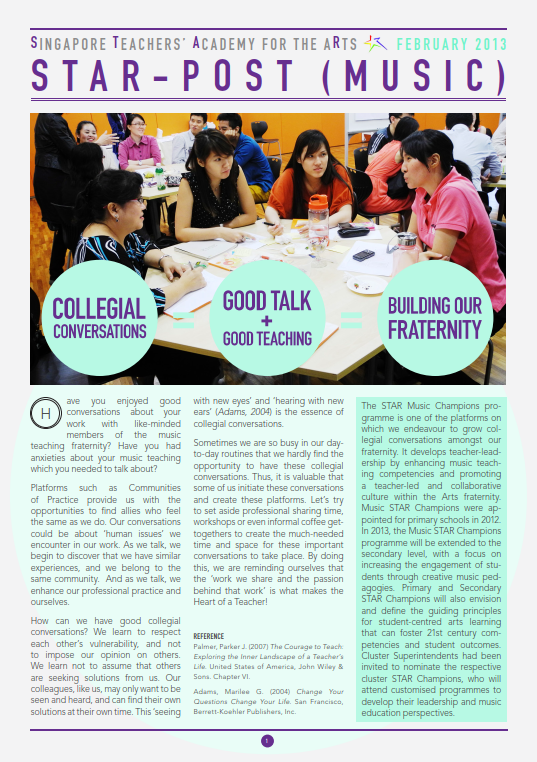 SINGAPORE TEACHERS' ACADEMY FOR THE ARTS FEBRUARY 2013
STAR-POST (MUSIC)
COLLEGIAL
CONVERSATIONS
=
GOOD TALK
+
GOOD TEACHING
=
BUILDING OUR
FRATERNITY
Have you enjoyed good
conversations about your
work with like-minded
members of the music
teaching fraternity? Have you had
anxieties about your music teaching
which you needed to talk about?
Platforms such as Communities
of Practice provide us with the
opportunities to find allies who feel
the same as we do. Our conversations
could be about 'human issues' we
encounter in our work. As we talk, we
begin to discover that we have similar
experiences, and we belong to the
same community. And as we talk, we
enhance our professional practice and
ourselves.
How can we have good collegial
conversations? We learn to respect
each other's vulnerability, and not
to impose our opinion on others.
We learn not to assume that others
are seeking solutions from us. Our
colleagues, like us, may only want to be
seen and heard, and can find their own
solutions at their own time. This 'seeing
with new eyes' and 'hearing with new
ears' (Adams, 2004) is the essence of
collegial conversations.
Sometimes we are so busy in our day-
to-day routines that we hardly find the
opportunity to have these collegial
conversations. Thus, it is valuable that
some of us initiate these conversations
and create these platforms. Let's try
to set aside professional sharing time,
workshops or even informal coffee get-
togethers to create the much-needed
time and space for these important
conversations to take place. By doing
this, we are reminding ourselves that
the 'work we share and the passion
behind that work' is what makes the
Heart of a Teacher!
REFERENCE
Palmer, Parker J. (2007) The Courage to Teach:
Exploring the Inner Landscape of a Teacher's
Life. United States of America, John Wiley &
Sons. Chapter VI.
Adams, Marilee G. (2004) Change Your
Questions Change Your Life. San Francisco,
Berrett-Koehler Publishers, Inc.
The STAR Music Champions pro-
gramme is one of the platforms on
which we endeavour to grow col-
legial conversations amongst our
fraternity. It develops teacher-lead-
ership by enhancing music teach-
ing competencies and promoting
a teacher-led and collaborative
culture within the Arts fraternity.
Music STAR Champions were ap-
pointed for primary schools in 2012.
In 2013, the Music STAR Champions
programme will be extended to the
secondary level, with a focus on
increasing the engagement of stu-
dents through creative music ped-
agogies. Primary and Secondary
STAR Champions will also envision
and define the guiding principles
for student-centred arts learning
that can foster 21st century com-
petencies and student outcomes.
Cluster Superintendents had been
invited to nominate the respective
cluster STAR Champions, who will
attend customised programmes to
develop their leadership and music
education perspectives.
1